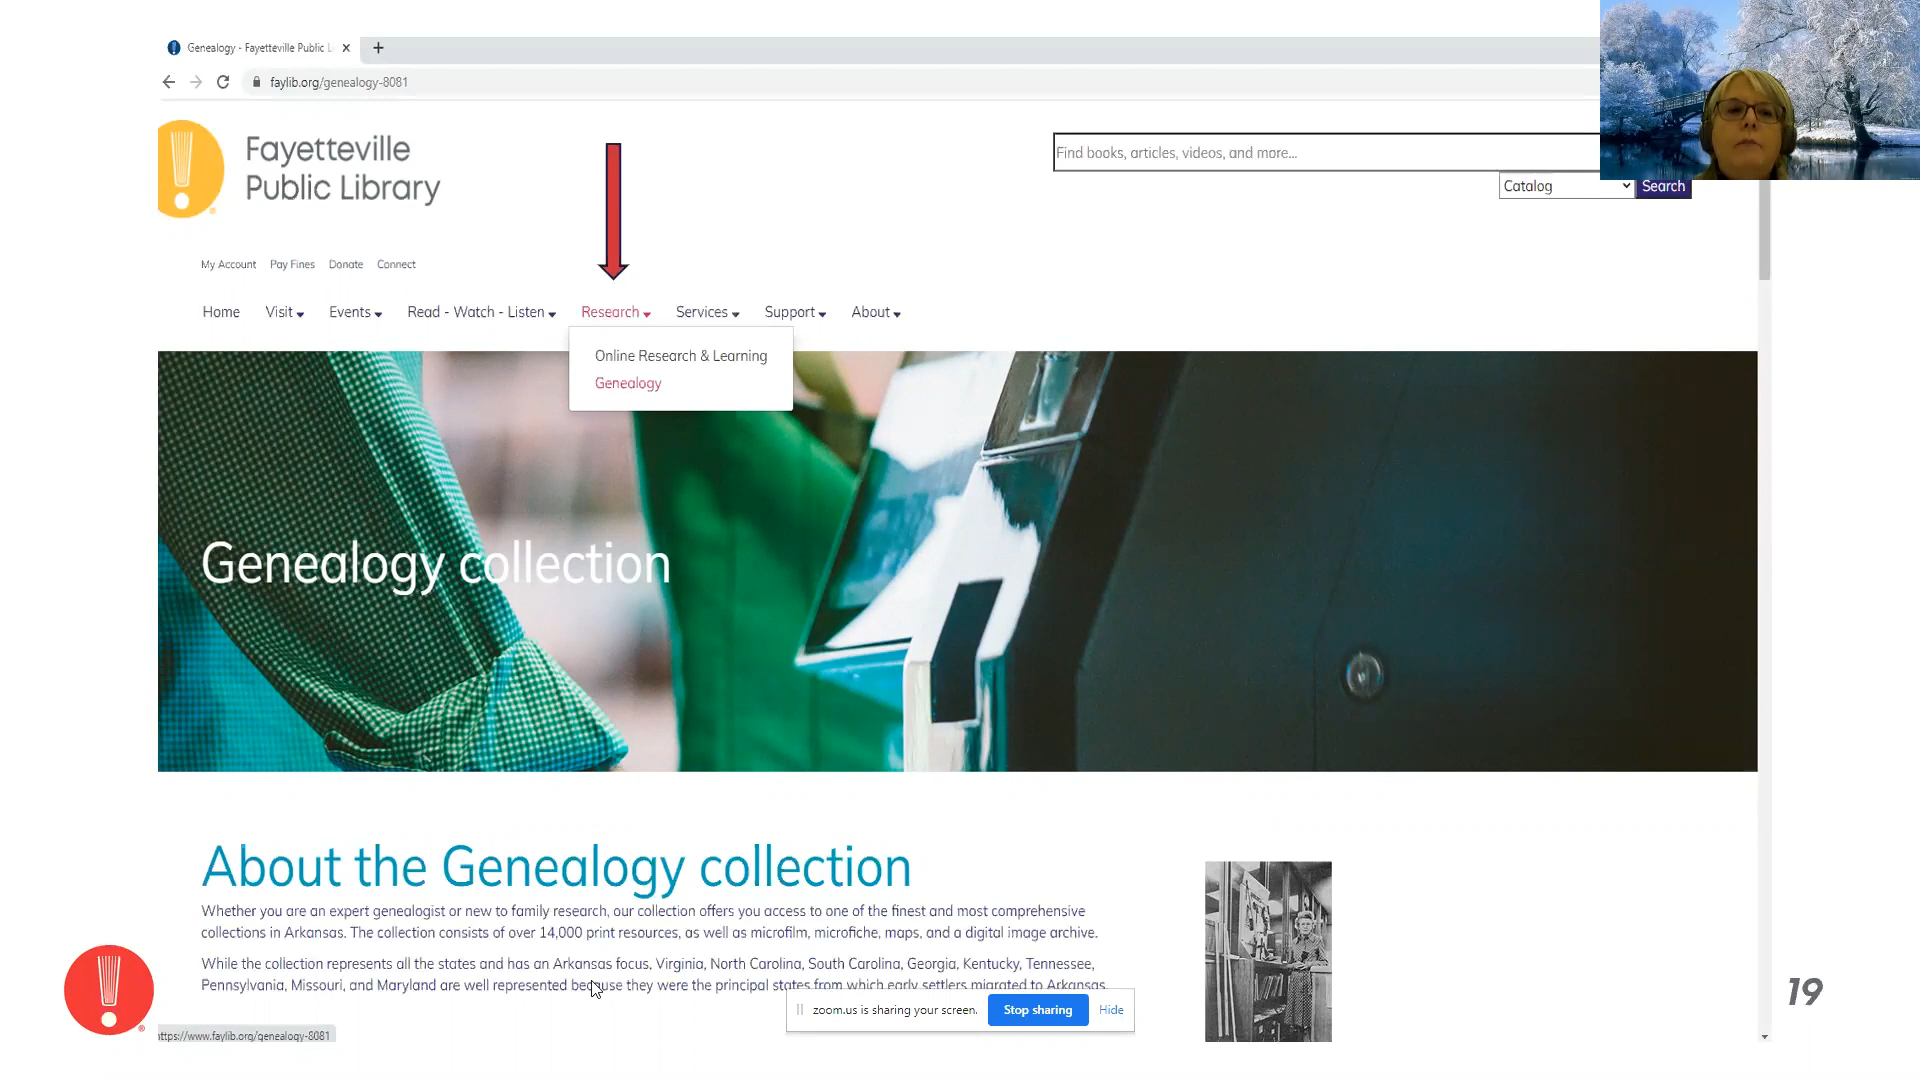 Genealogy - Fayetteville Public
faylib.org/genealogy-8081
Fayetteville
Public Library
Find books, articles, videos, and more...
Catalog
Search
My Account Pay Fines Donate Connect
Home Visit Events Read - Watch - Listen Research Services Support About
Online Research & Learning
Genealogy
Genealogy collection
About the Genealogy collection
Whether you are an expert genealogist or new to family research, our collection offers you access to one of the finest and most comprehensive
collections in Arkansas. The collection consists of over 14,000 print resources, as well as microfilm, microfiche, maps, and a digital image archive.
While the collection represents all the states and has an Arkansas focus, Virginia, North Carolina, South Carolina, Georgia, Kentucky, Tennessee,
Pennsylvania, Missouri, and Maryland are well represented because they were the principal states from which early settlers migrated to Arkansas.
zoom.us is sharing your screen.
Stop sharing
Hide
19
https://www.faylib.org/genealogy-8081